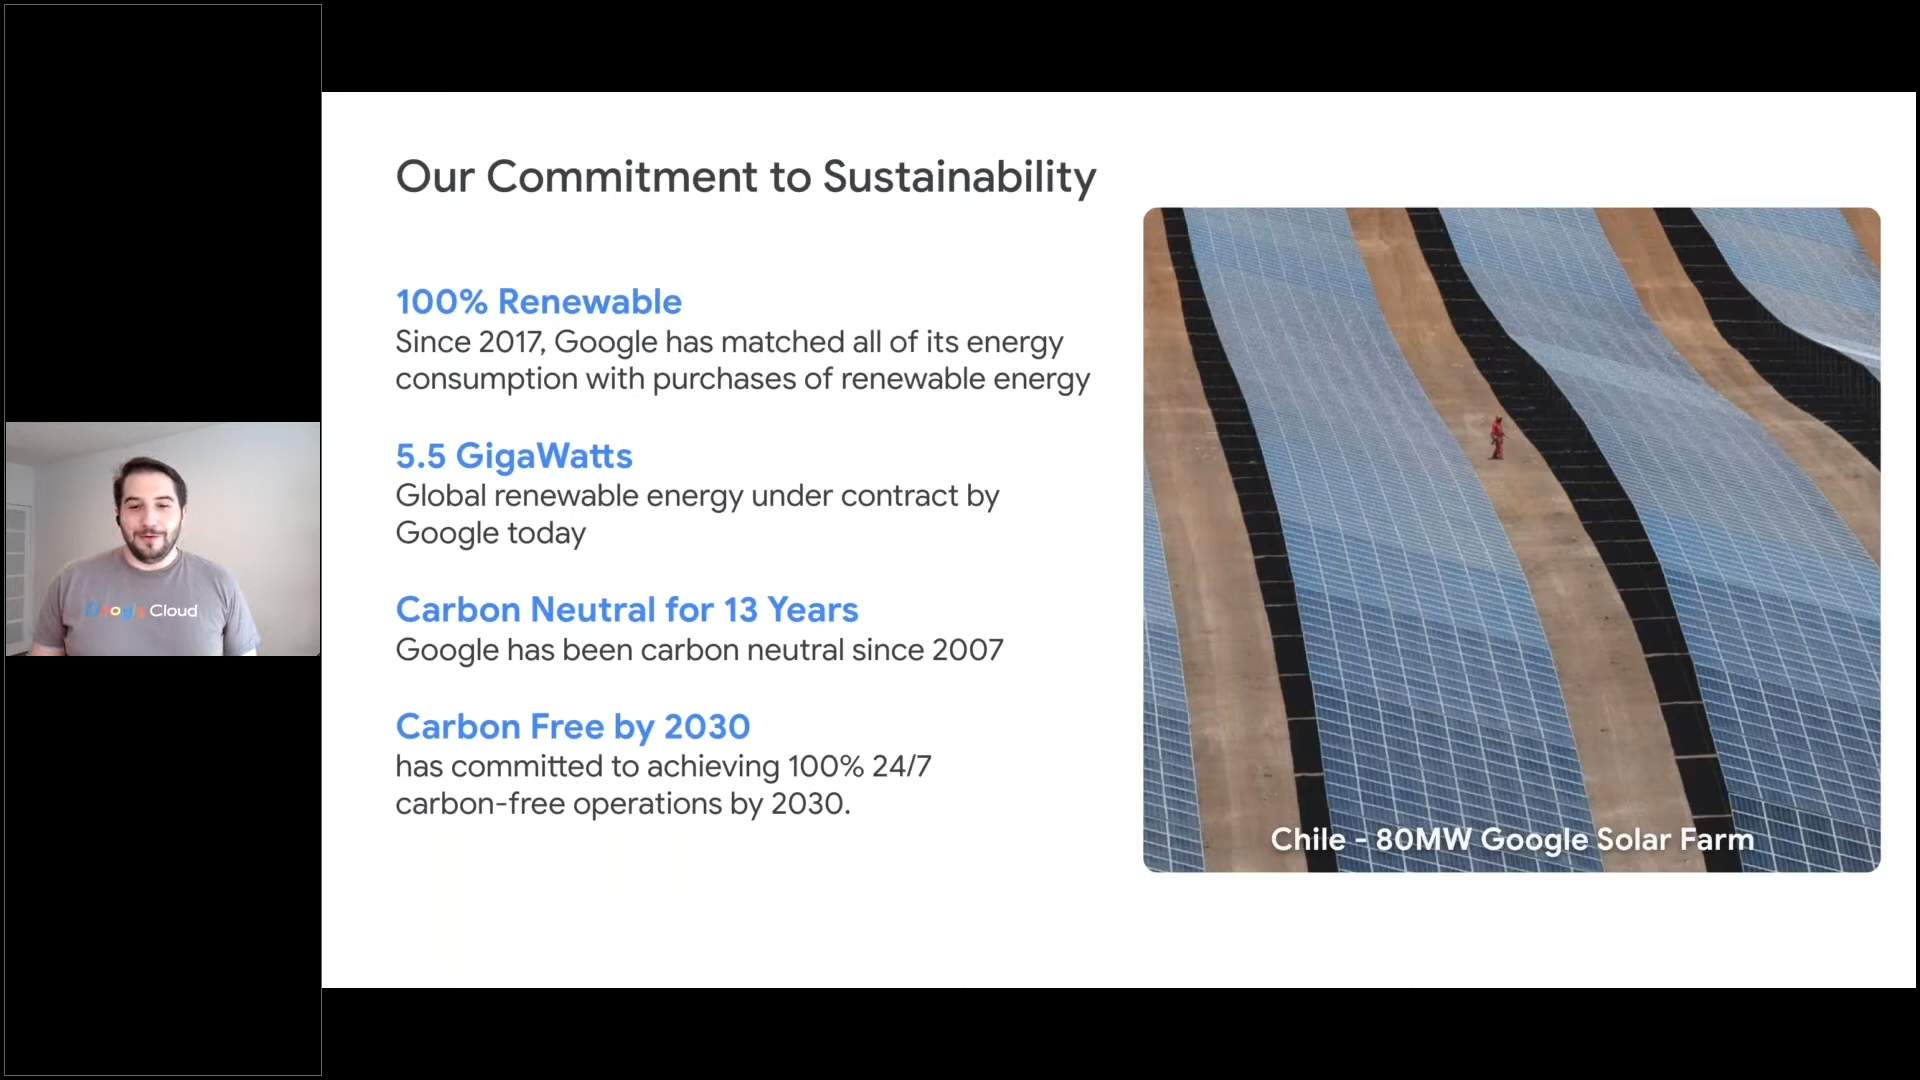 Our Commitment to Sustainability
100% Renewable
Since 2017, Google has matched all of its energy
consumption with purchases of renewable energy
5.5 GigaWatts
Global renewable energy under contract by
Google today
Carbon Neutral for 13 Years
Google has been carbon neutral since 2007
Carbon Free by 2030
has committed to achieving 100% 24/7
carbon-free operations by 2030.
Chile - 80MW Google Solar Farm
Google Cloud